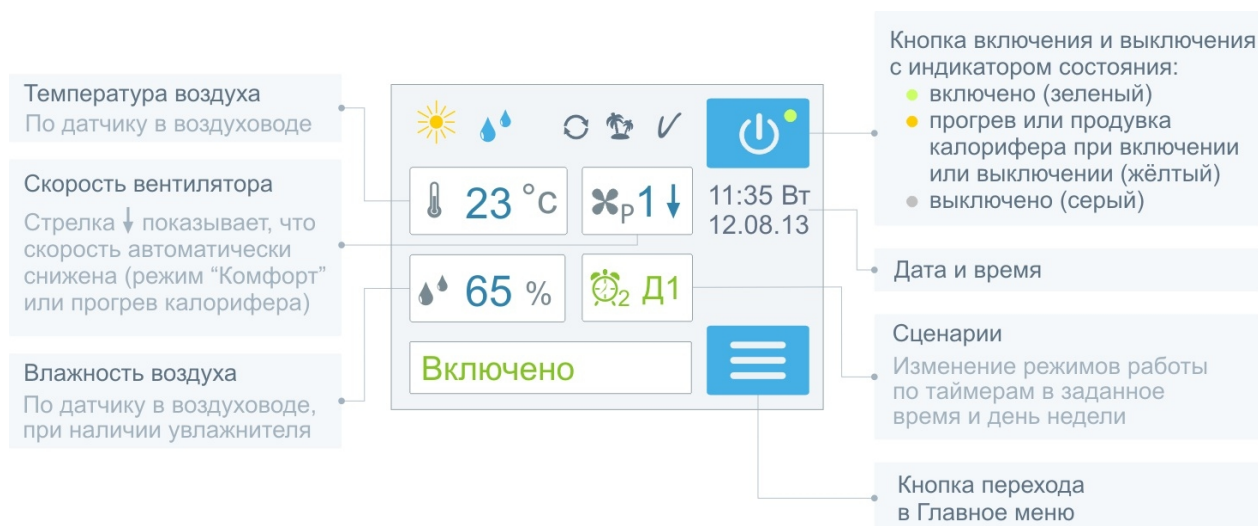 Температура воздуха
По датчику в воздуховоде
Скорость вентилятора
Стрелка ↓ показывает, что
скорость автоматически
снижена (режим “Комфорт”
или прогрев калорифера)
Влажность воздуха
По датчику в воздуховоде,
при наличии увлажнителя
23 °C
P1 ↓
11:35 Вт
12.08.13
65 %
2 Д1
Включено
Кнопка включения и выключения
с индикатором состояния:
включено (зеленый)
прогрев или продувка
калорифера при включении
или выключении (жёлтый)
выключено (серый)
Дата и время
Сценарии
Изменение режимов работы
по таймерам в заданное
время и день недели
Кнопка перехода
в Главное меню